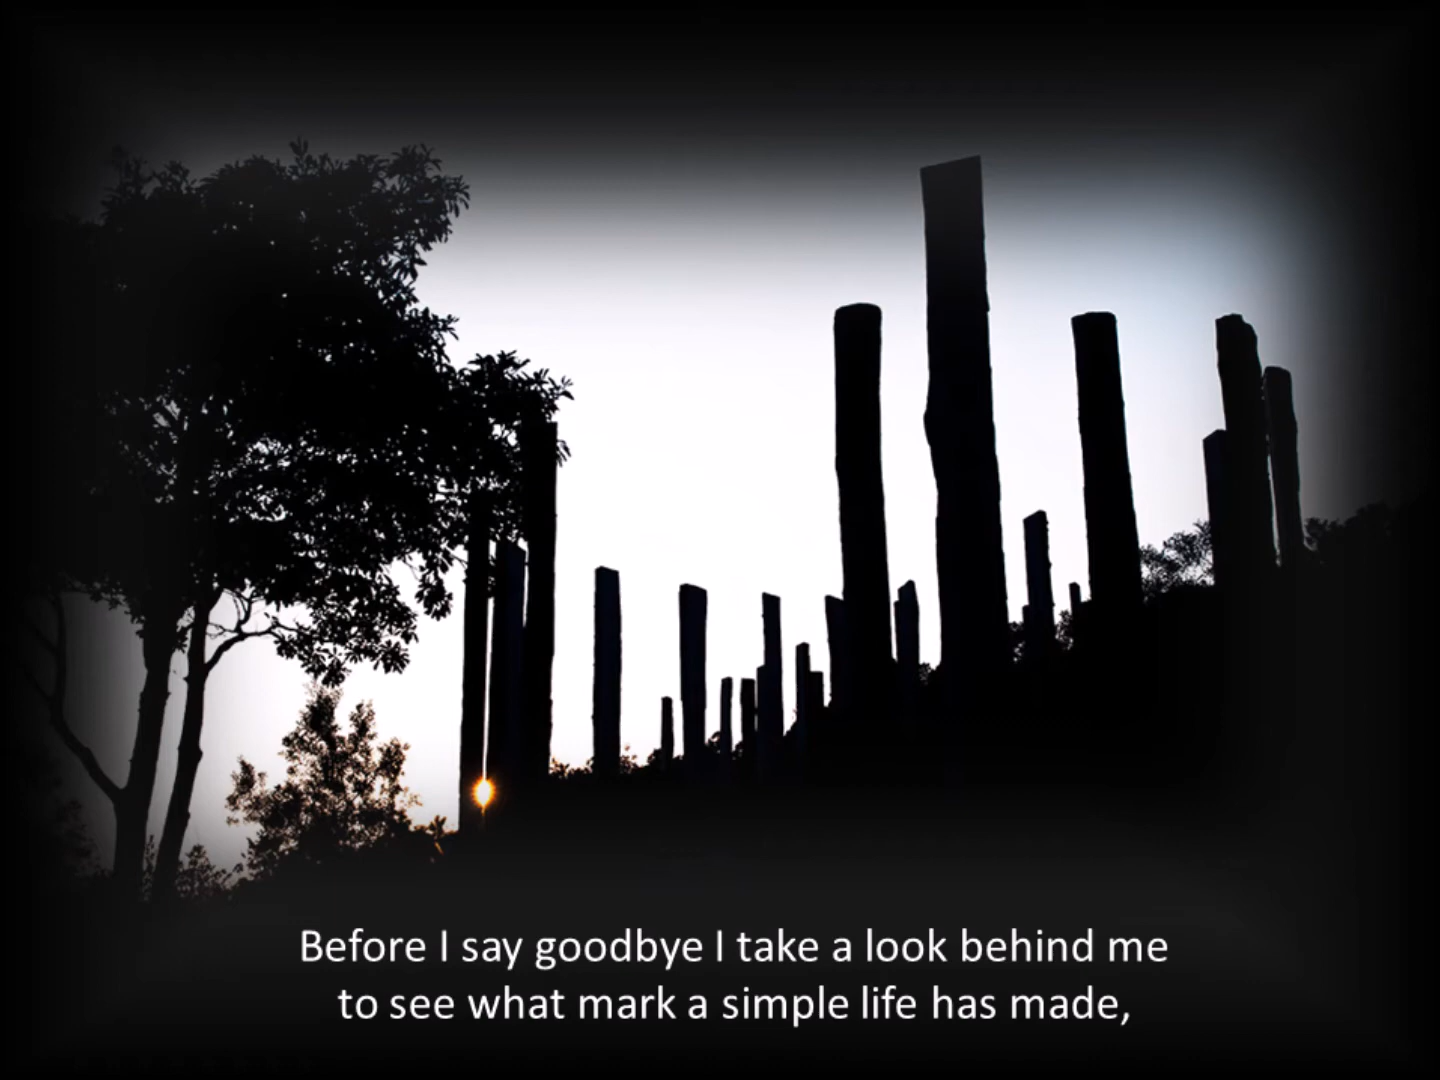 Before I say goodbye I take a look behind me
to see what mark a simple life has made,